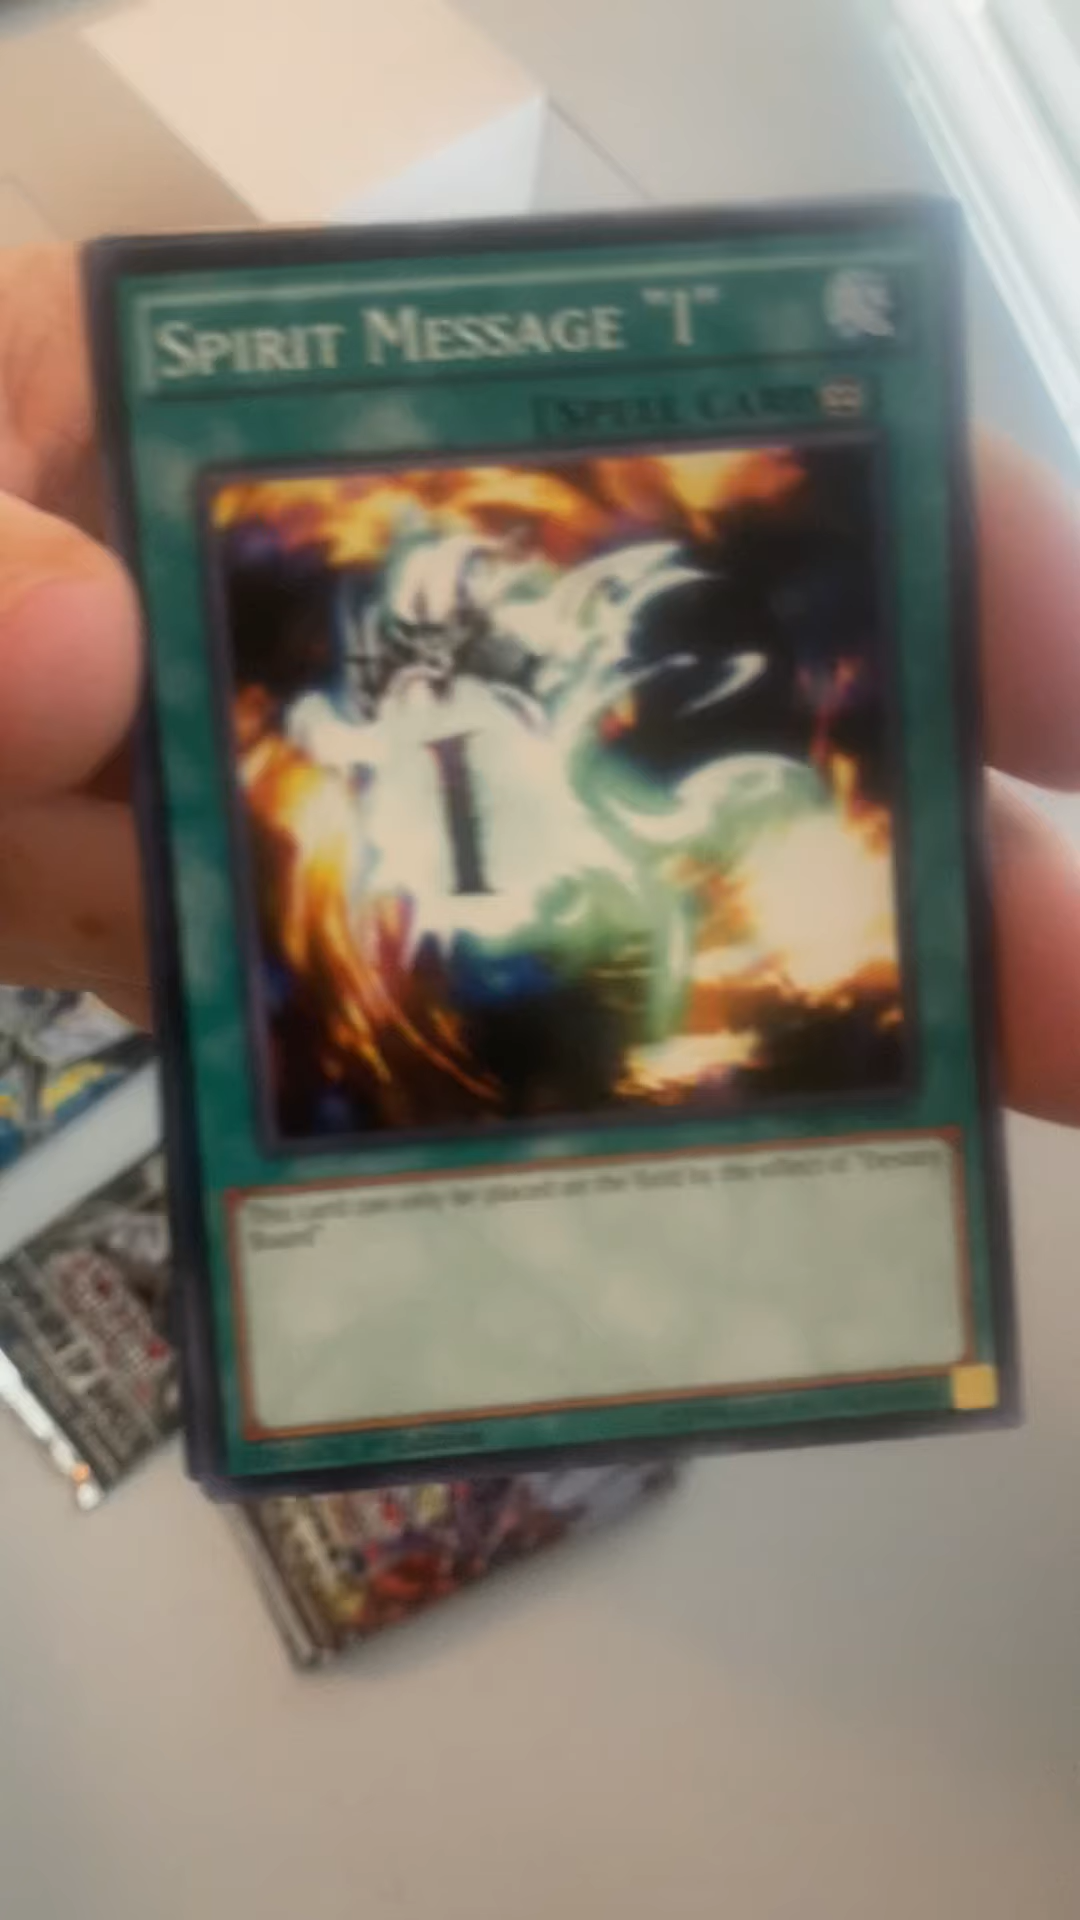 SPIRIT MESSAGE "I"
[SPELL CARD
I
This card can only be placed on the field by the effect of "Destiny
Board"